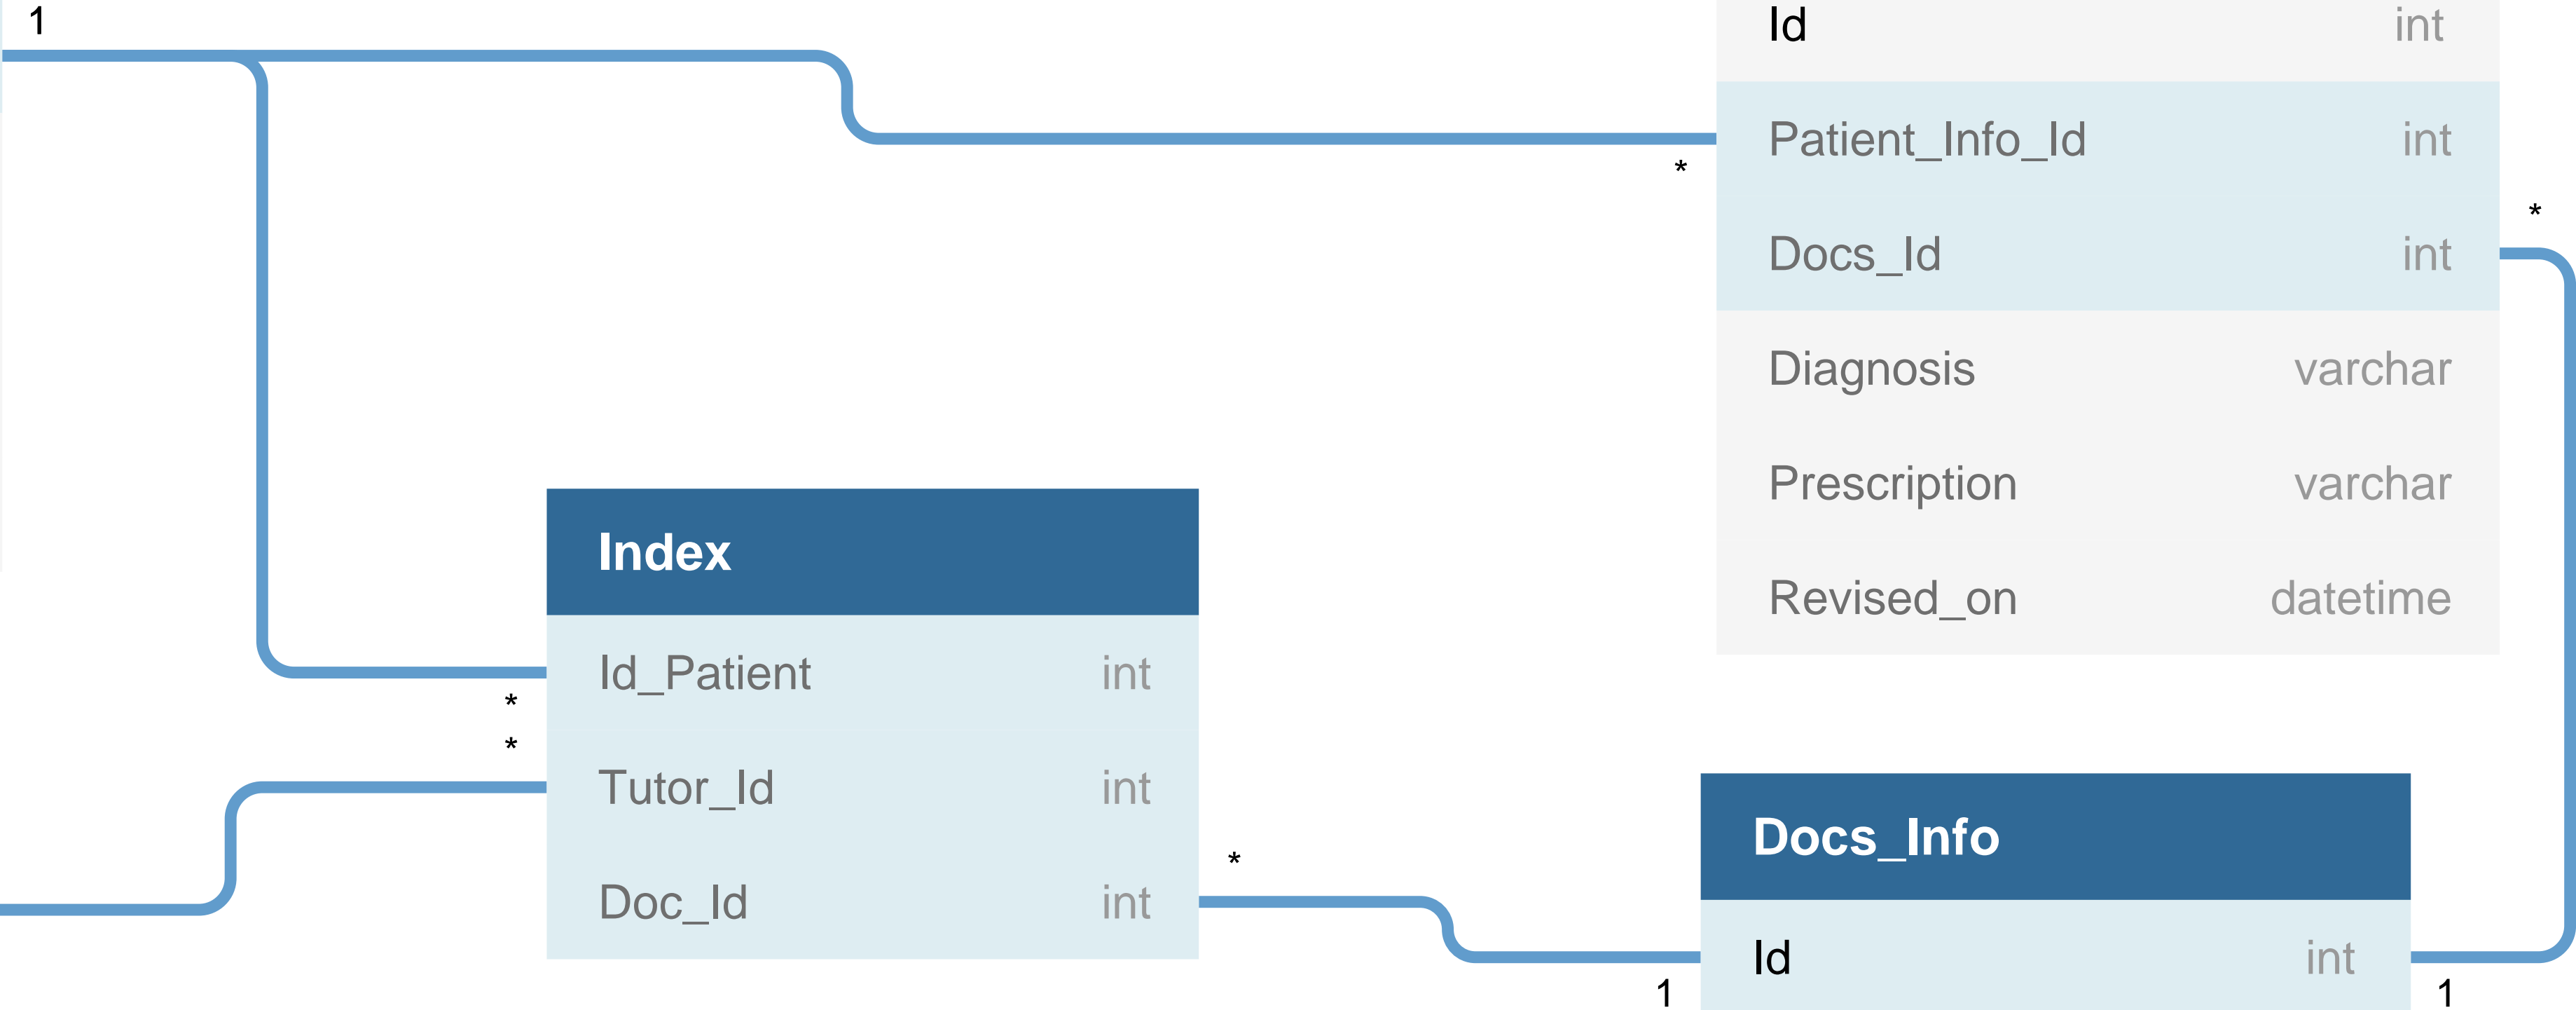 1
Id int
Patient_Info_Id int
*
*
Docs_Id int
Diagnosis varchar
Prescription varchar
Revised_on datetime
Index
Id_Patient int
*
*
Tutor_Id int
*
Doc_Id int
Docs_Info
Id int
1 1